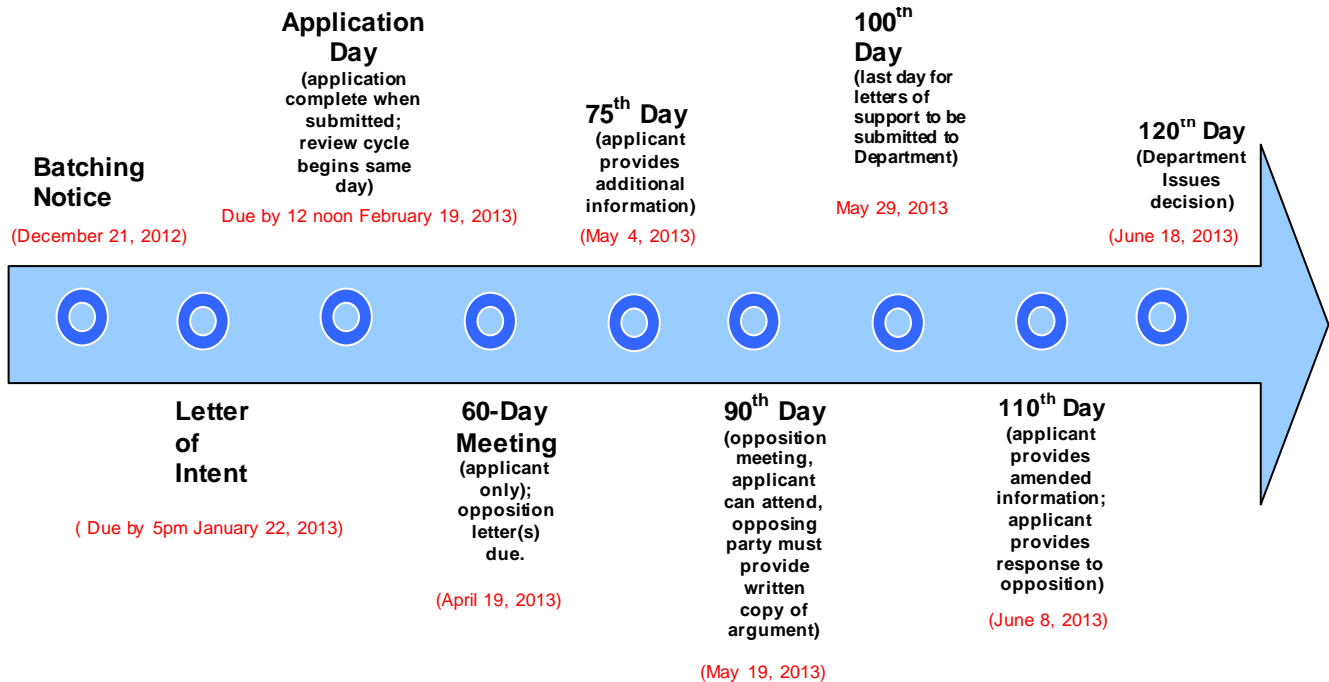 Batching
Notice
(December 21, 2012)
Letter
of
Intent
( Due by 5pm January 22, 2013)
Application
Day
(application
complete when
submitted;
review cycle
begins same
day)
Due by 12 noon February 19, 2013)
60-Day
Meeting
(applicant
only);
opposition
letter(s)
due.
(April 19, 2013)
75th Day
(applicant
provides
additional
information)
(May 4, 2013)
90th Day
(opposition
meeting,
applicant
can attend,
opposing
party must
provide
written
copy of
argument)
(May 19, 2013)
100th
Day
(last day for
letters of
support to be
submitted to
Department)
May 29, 2013
110th Day
(applicant
provides
amended
information;
applicant
provides
response to
opposition)
(June 8, 2013)
120th Day
(Department
Issues
decision)
(June 18, 2013)